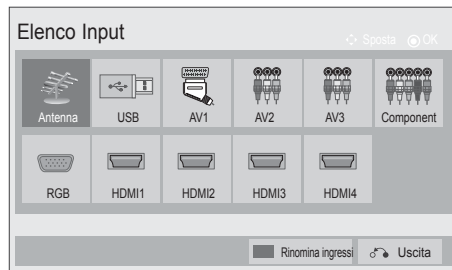 Elenco Input
Sposta OK
Antenna USB AV1 AV2 AV3 Component
RGB HDMI1 HDMI2 HDMI3 HDMI4
Rinomina ingressi Uscita